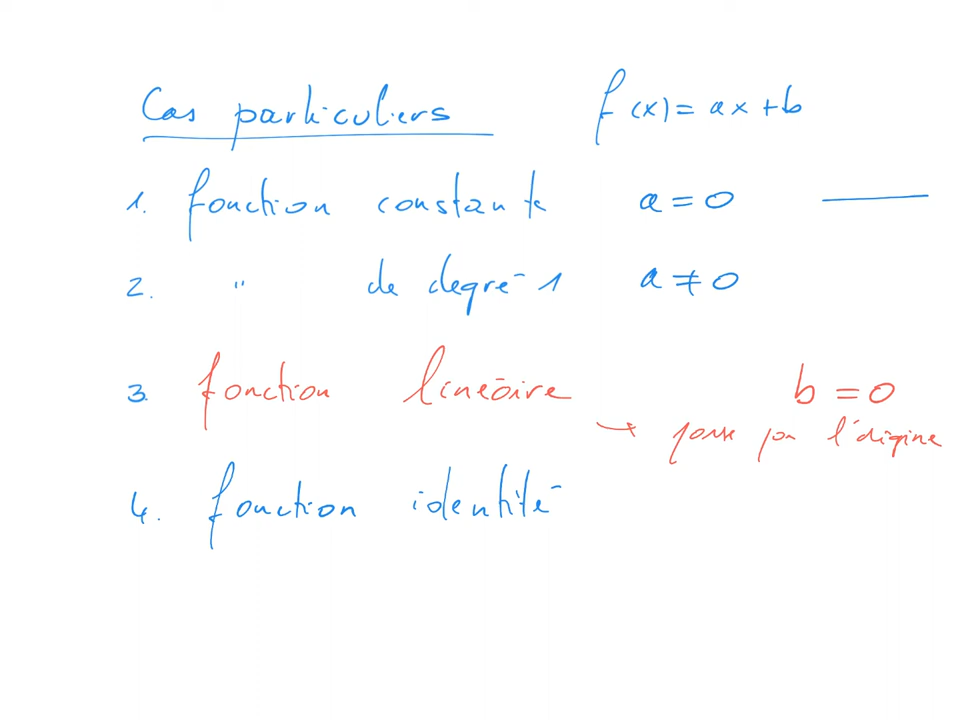 Cas particuliers f(x) = ax + b
1. fonction constante a = 0
2. " de degré 1 a ≠ 0
3. fonction linéaire b = 0
→ passe par l'origine
4. fonction identité